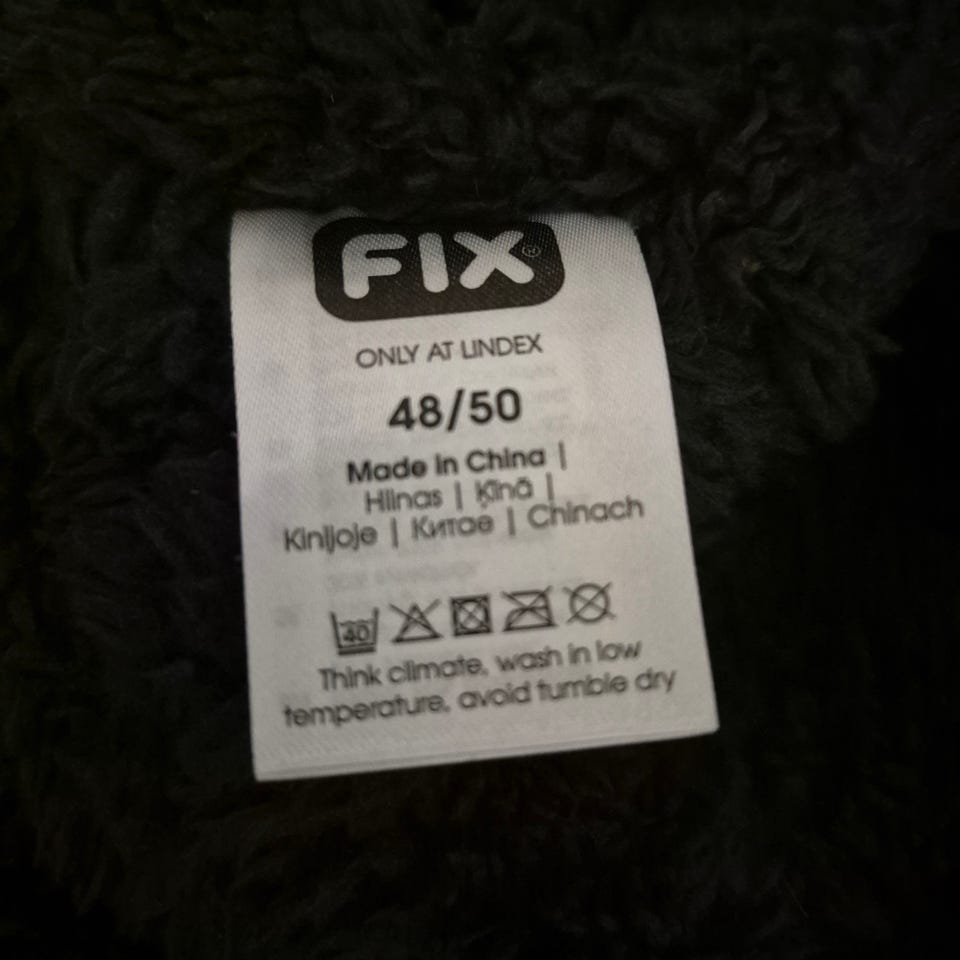 FIX®
ONLY AT LINDEX
48/50
Made in China |
Hiinas | Ķīnā |
Kinijoje | Китае | Chinach
40
Think climate, wash in low
temperature, avoid tumble dry